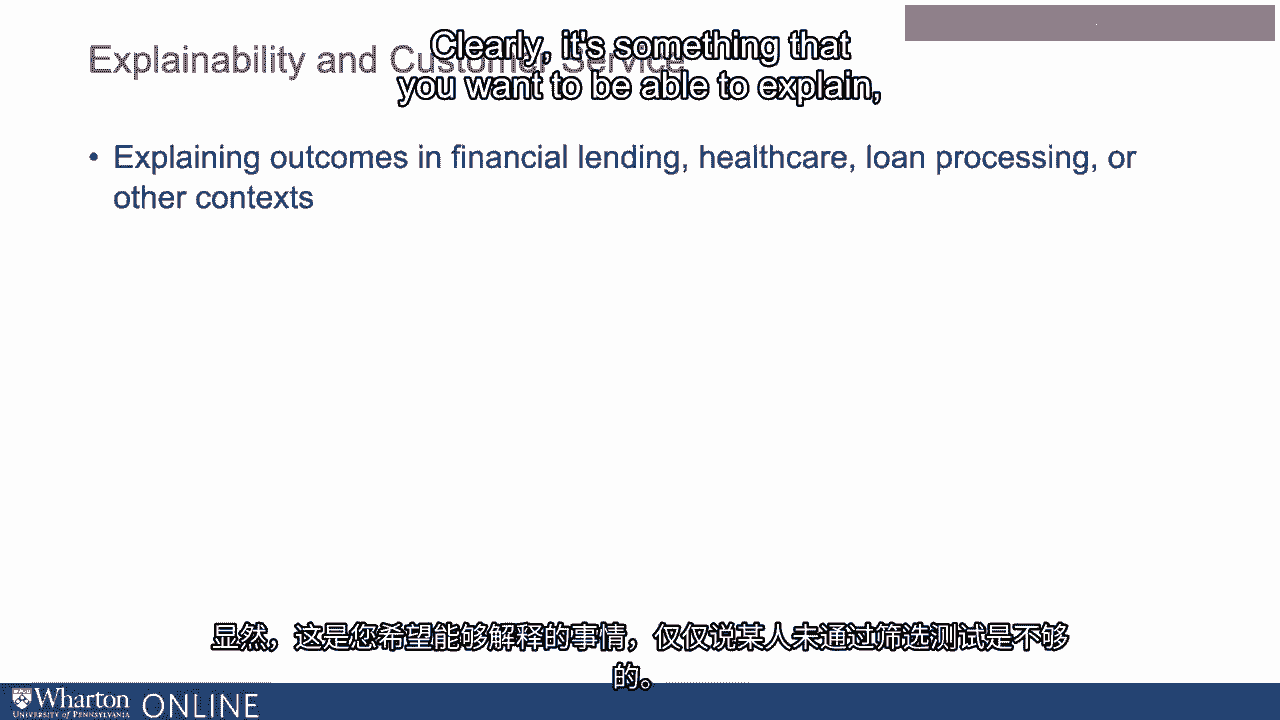 Explainability and Customer Service
Clearly, it's something that
you want to be able to explain,
• Explaining outcomes in financial lending, healthcare, loan processing, or
other contexts
显然，这是您希望能够解释的事情，仅仅说某人未通过筛选测试是不够
的。
Wharton
UNIVERSITY of PENNSYLVANIA
ONLINE